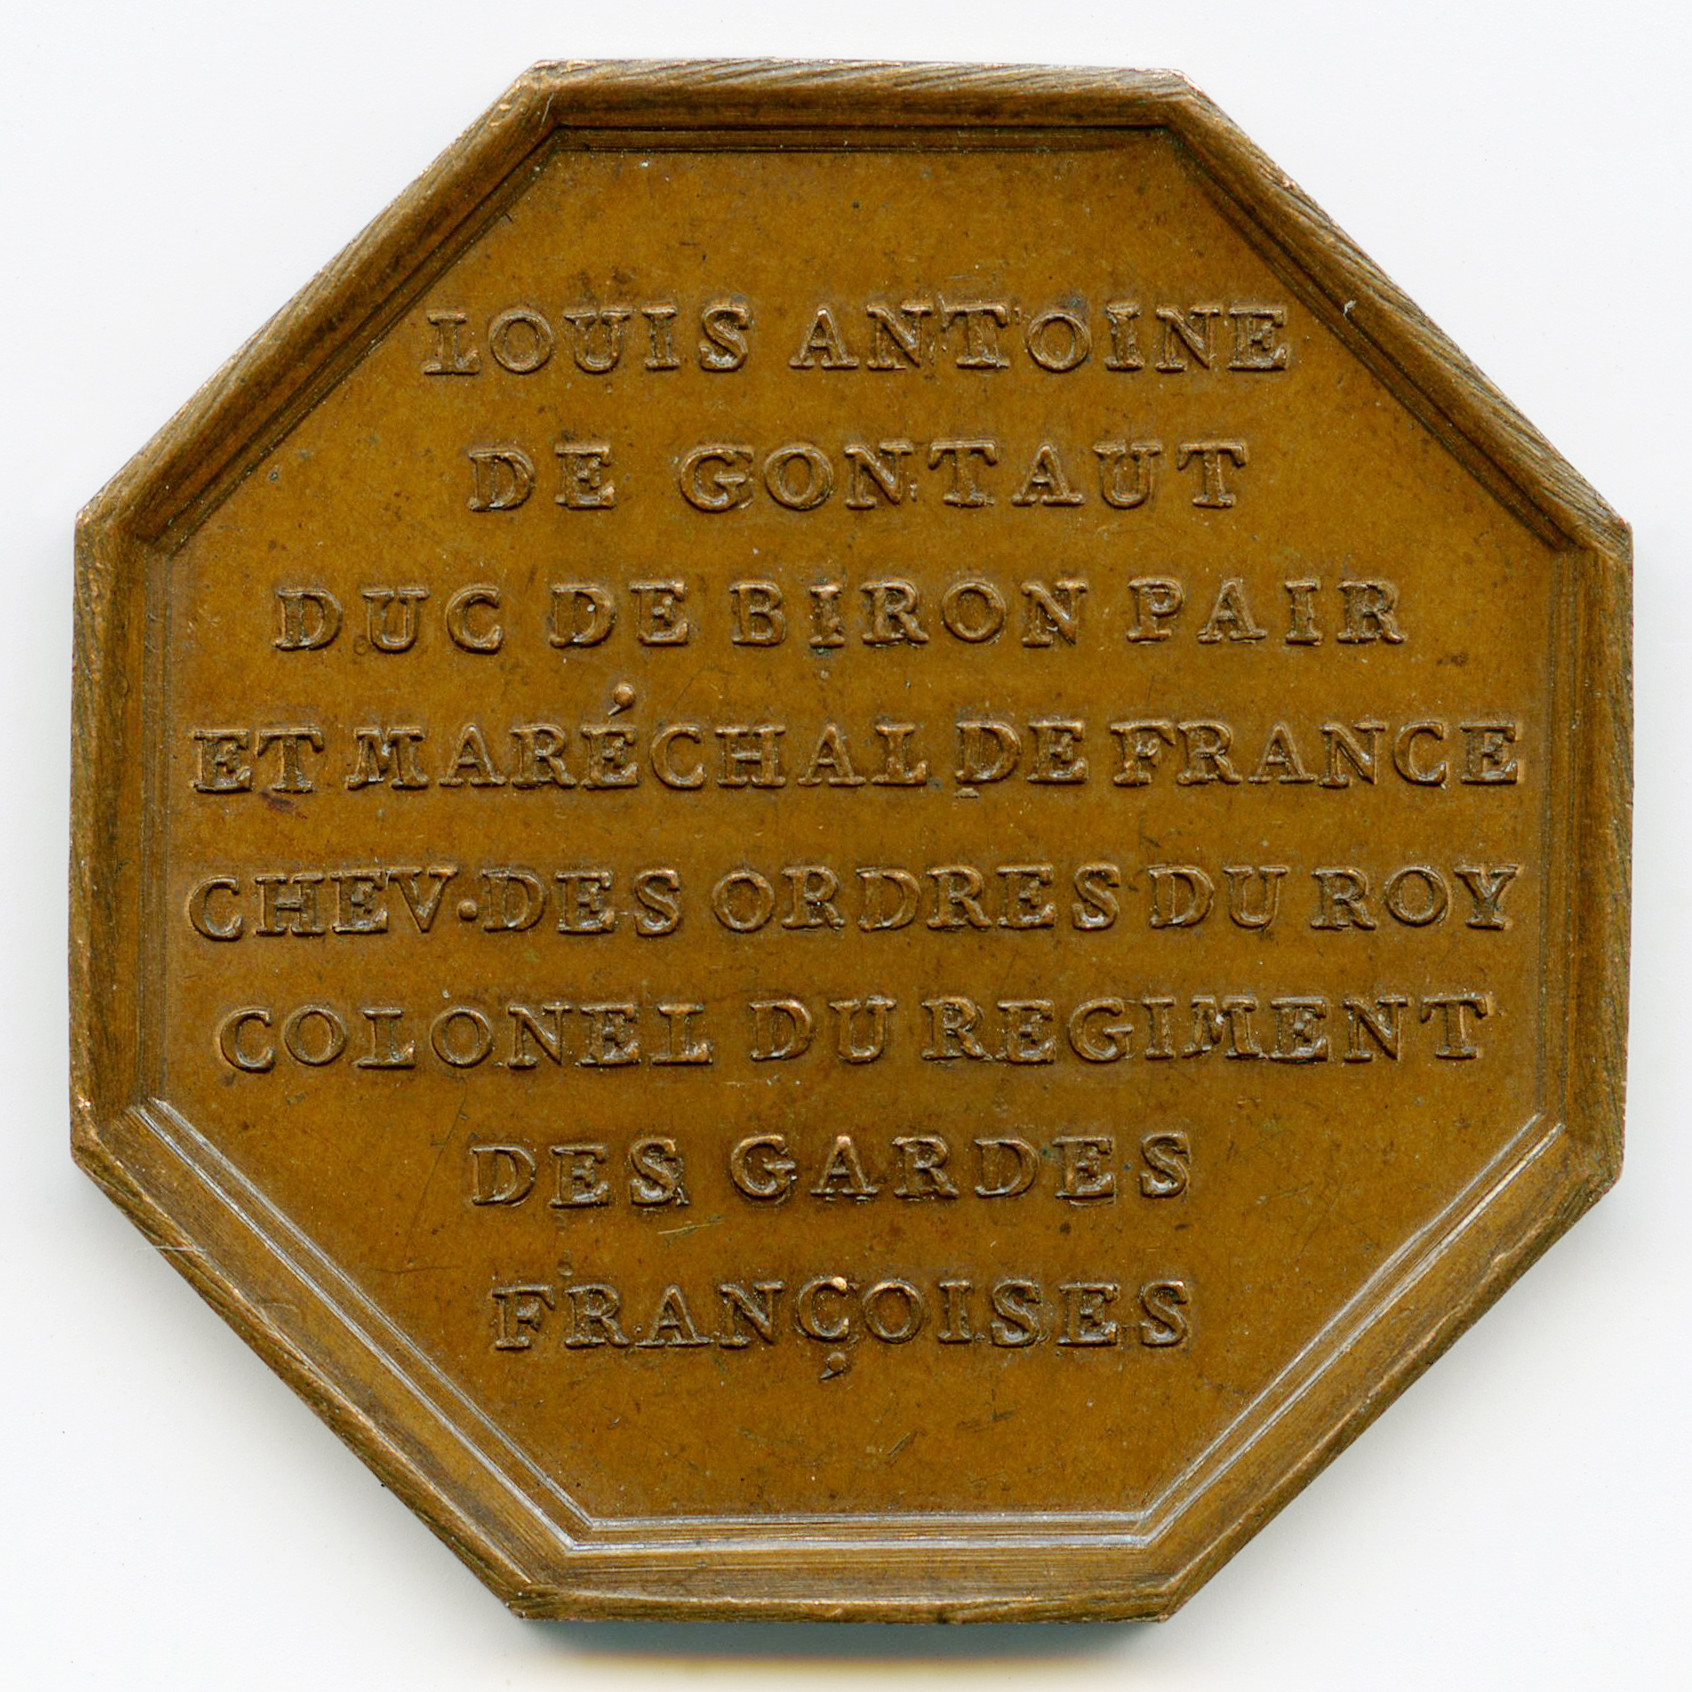 LOUIS ANTOINE
DE GONTAUT
DUC DE BIRON PAIR
ET MARÉCHAL DE FRANCE
CHEV·DES ORDRES DU ROY
COLONEL DU REGIMENT
DES GARDES
FRANÇOISES